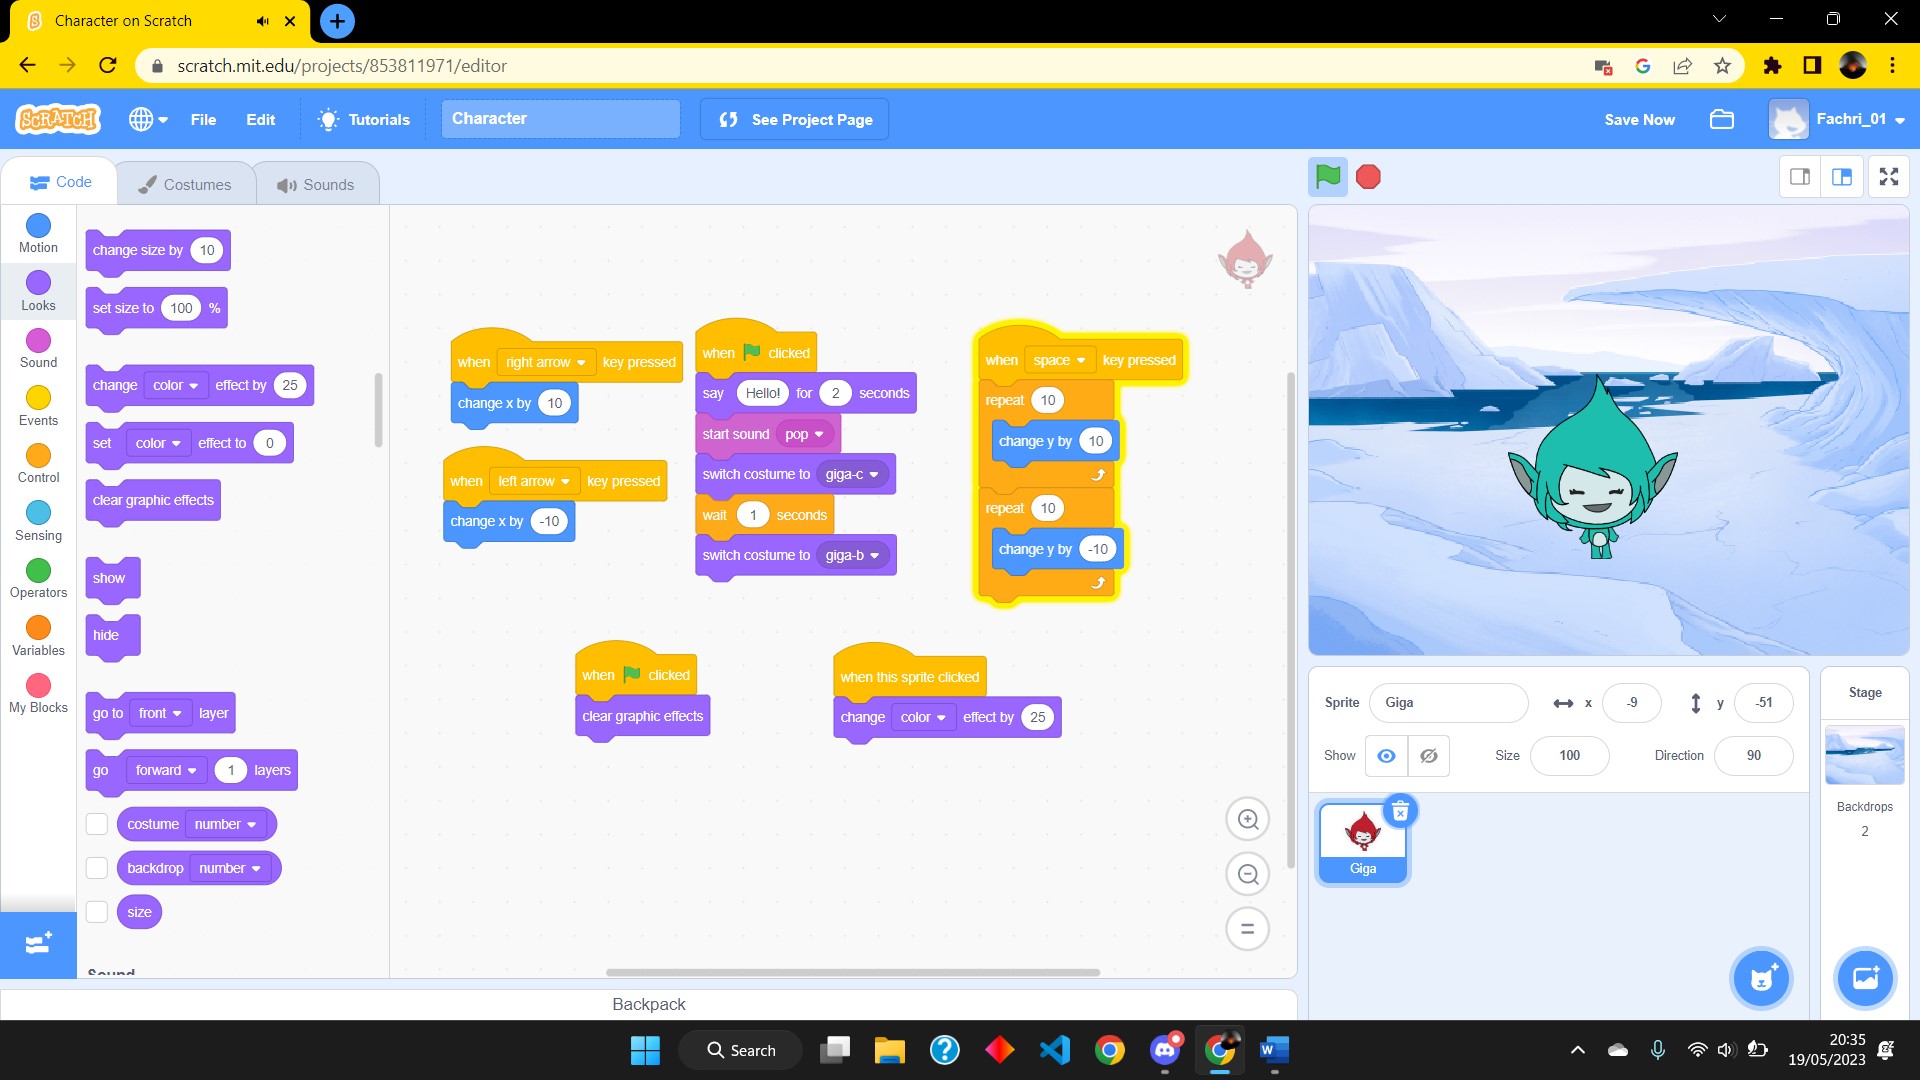 Character on Scratch
scratch.mit.edu/projects/853811971/editor
SCRATCH
File
Edit
Tutorials
Character
See Project Page
Save Now
Fachri_01
Code
Costumes
Sounds
Motion
Looks
Sound
Events
Control
Sensing
Operators
Variables
My Blocks
change size by 10
set size to 100 %
change color effect by 25
set color effect to 0
clear graphic effects
show
hide
go to front layer
go forward 1 layers
costume number
backdrop number
size
Sound
when right arrow key pressed
change x by 10
when left arrow key pressed
change x by -10
when clicked
say Hello! for 2 seconds
start sound pop
switch costume to giga-c
wait 1 seconds
switch costume to giga-b
when space key pressed
repeat 10
change y by 10
repeat 10
change y by -10
when clicked
clear graphic effects
when this sprite clicked
change color effect by 25
Backpack
Sprite Giga x -9 y -51
Show Size 100 Direction 90
Giga
Stage
Backdrops
2
Search
20:35
19/05/2023